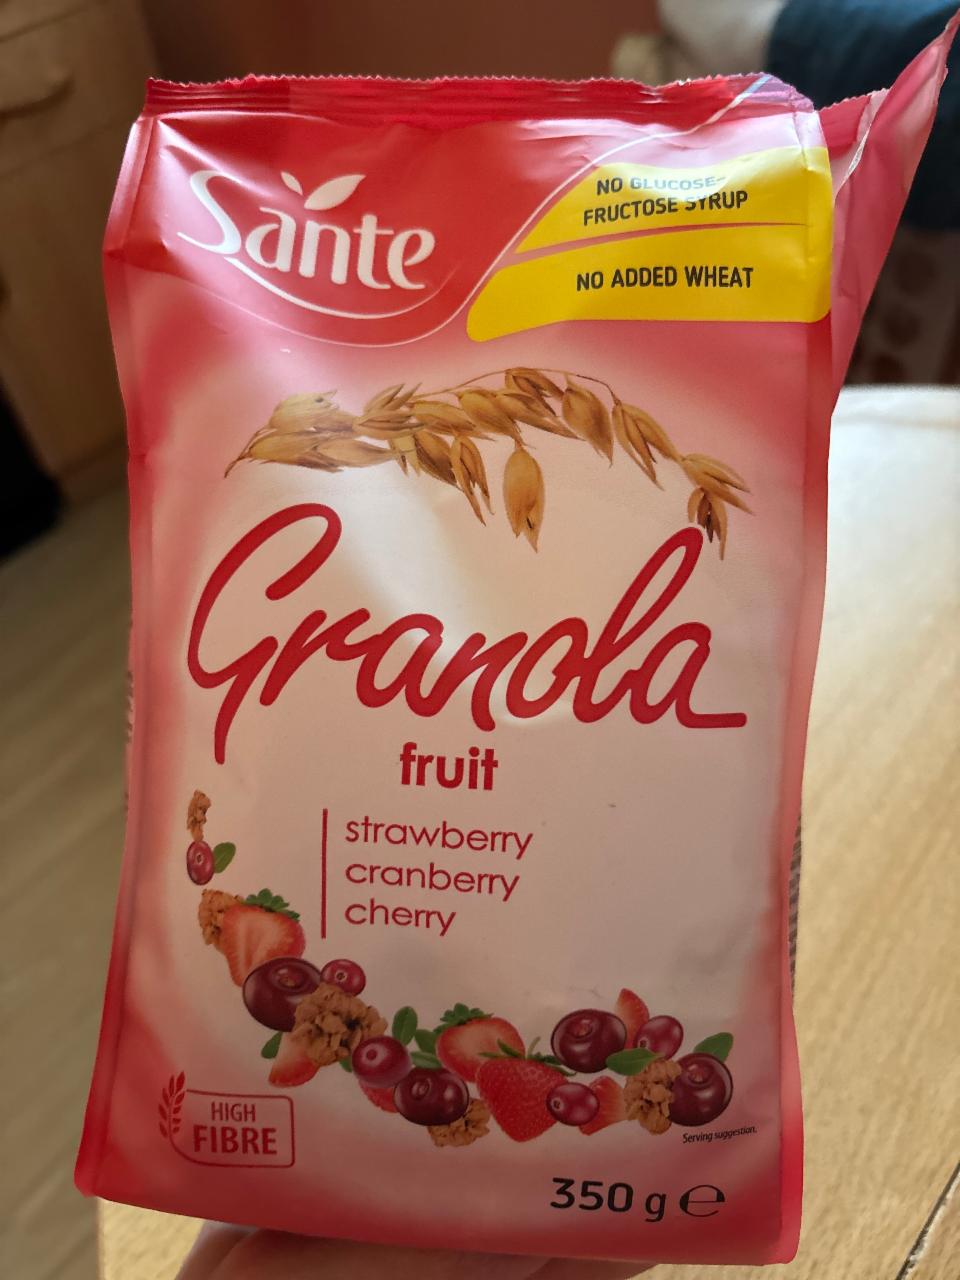 Sante
NO GLUCOSE-
FRUCTOSE SYRUP
NO ADDED WHEAT
Granola
fruit
strawberry
cranberry
cherry
HIGH
FIBRE
Serving suggestion.
350 g ℮